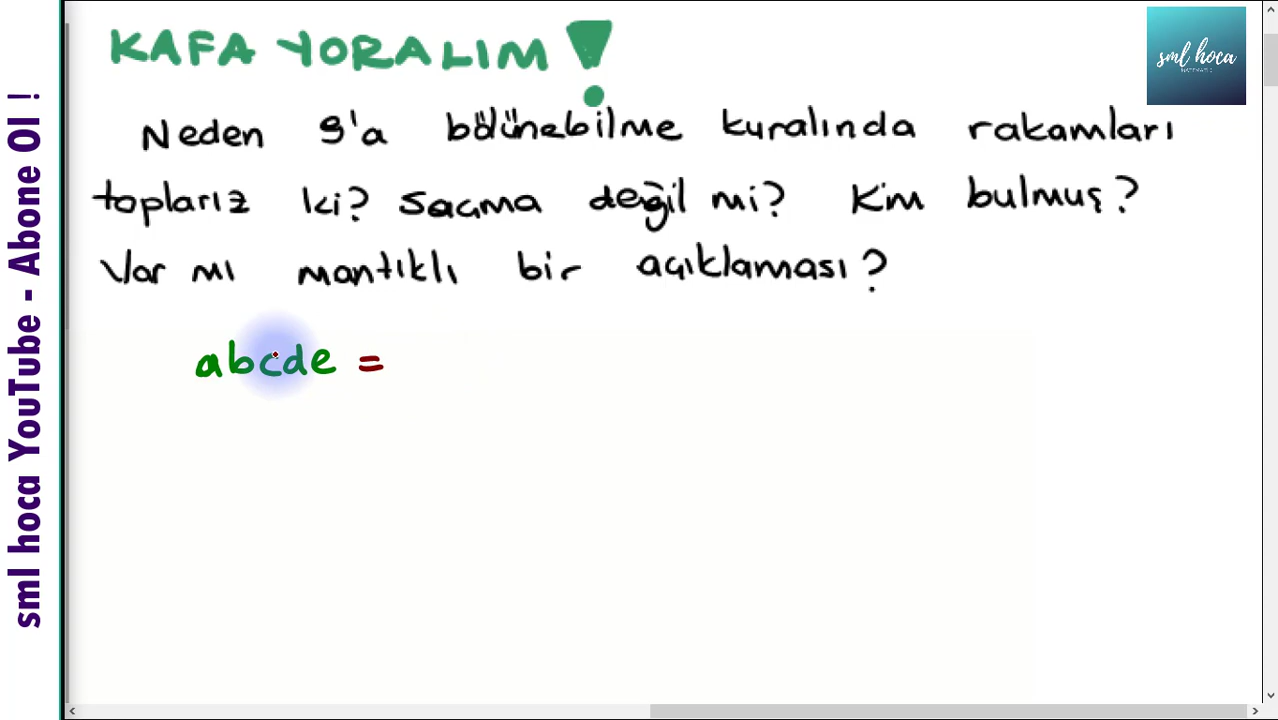 KAFA YORALIM!
Neden 9'a bölünebilme kuralında rakamları
toplarız ki? Saçma değil mi? Kim bulmuş?
Var mı mantıklı bir açıklaması?
abcde =
sml hoca
MATEMATİK
sml hoca YouTube - Abone Ol !